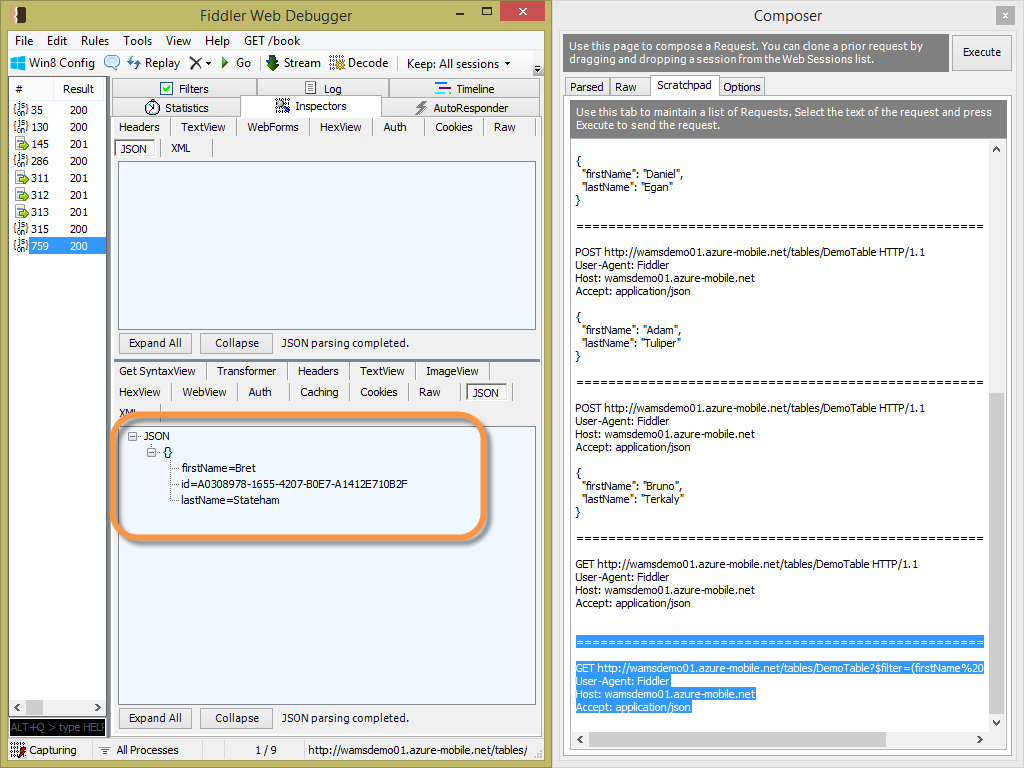 Fiddler Web Debugger
File Edit Rules Tools View Help GET /book
Win8 Config Replay Go Stream Decode Keep: All sessions
# Result
35 200
130 200
145 201
286 200
311 201
312 201
313 201
315 200
759 200
ALT+Q > type HELP
Filters Log Timeline
Statistics Inspectors AutoResponder
Headers TextView WebForms HexView Auth Cookies Raw
JSON XML
Expand All Collapse JSON parsing completed.
Get SyntaxView Transformer Headers TextView ImageView
HexView WebView Auth Caching Cookies Raw JSON
XML
JSON
{}
firstName=Bret
id=A0308978-1655-4207-B0E7-A1412E710B2F
lastName=Stateham
Expand All Collapse JSON parsing completed.
Capturing All Processes 1 / 9 http://wamsdemo01.azure-mobile.net/tables/
Composer
Use this page to compose a Request. You can clone a prior request by
dragging and dropping a session from the Web Sessions list.
Execute
Parsed Raw Scratchpad Options
Use this tab to maintain a list of Requests. Select the text of the request and press
Execute to send the request.
{
"firstName": "Daniel",
"lastName": "Egan"
}
==================================================
POST http://wamsdemo01.azure-mobile.net/tables/DemoTable HTTP/1.1
User-Agent: Fiddler
Host: wamsdemo01.azure-mobile.net
Accept: application/json
{
"firstName": "Adam",
"lastName": "Tuliper"
}
==================================================
POST http://wamsdemo01.azure-mobile.net/tables/DemoTable HTTP/1.1
User-Agent: Fiddler
Host: wamsdemo01.azure-mobile.net
Accept: application/json
{
"firstName": "Bruno",
"lastName": "Terkaly"
}
==================================================
GET http://wamsdemo01.azure-mobile.net/tables/DemoTable HTTP/1.1
User-Agent: Fiddler
Host: wamsdemo01.azure-mobile.net
Accept: application/json
==================================================
GET http://wamsdemo01.azure-mobile.net/tables/DemoTable?$filter=(firstName%20
User-Agent: Fiddler
Host: wamsdemo01.azure-mobile.net
Accept: application/json